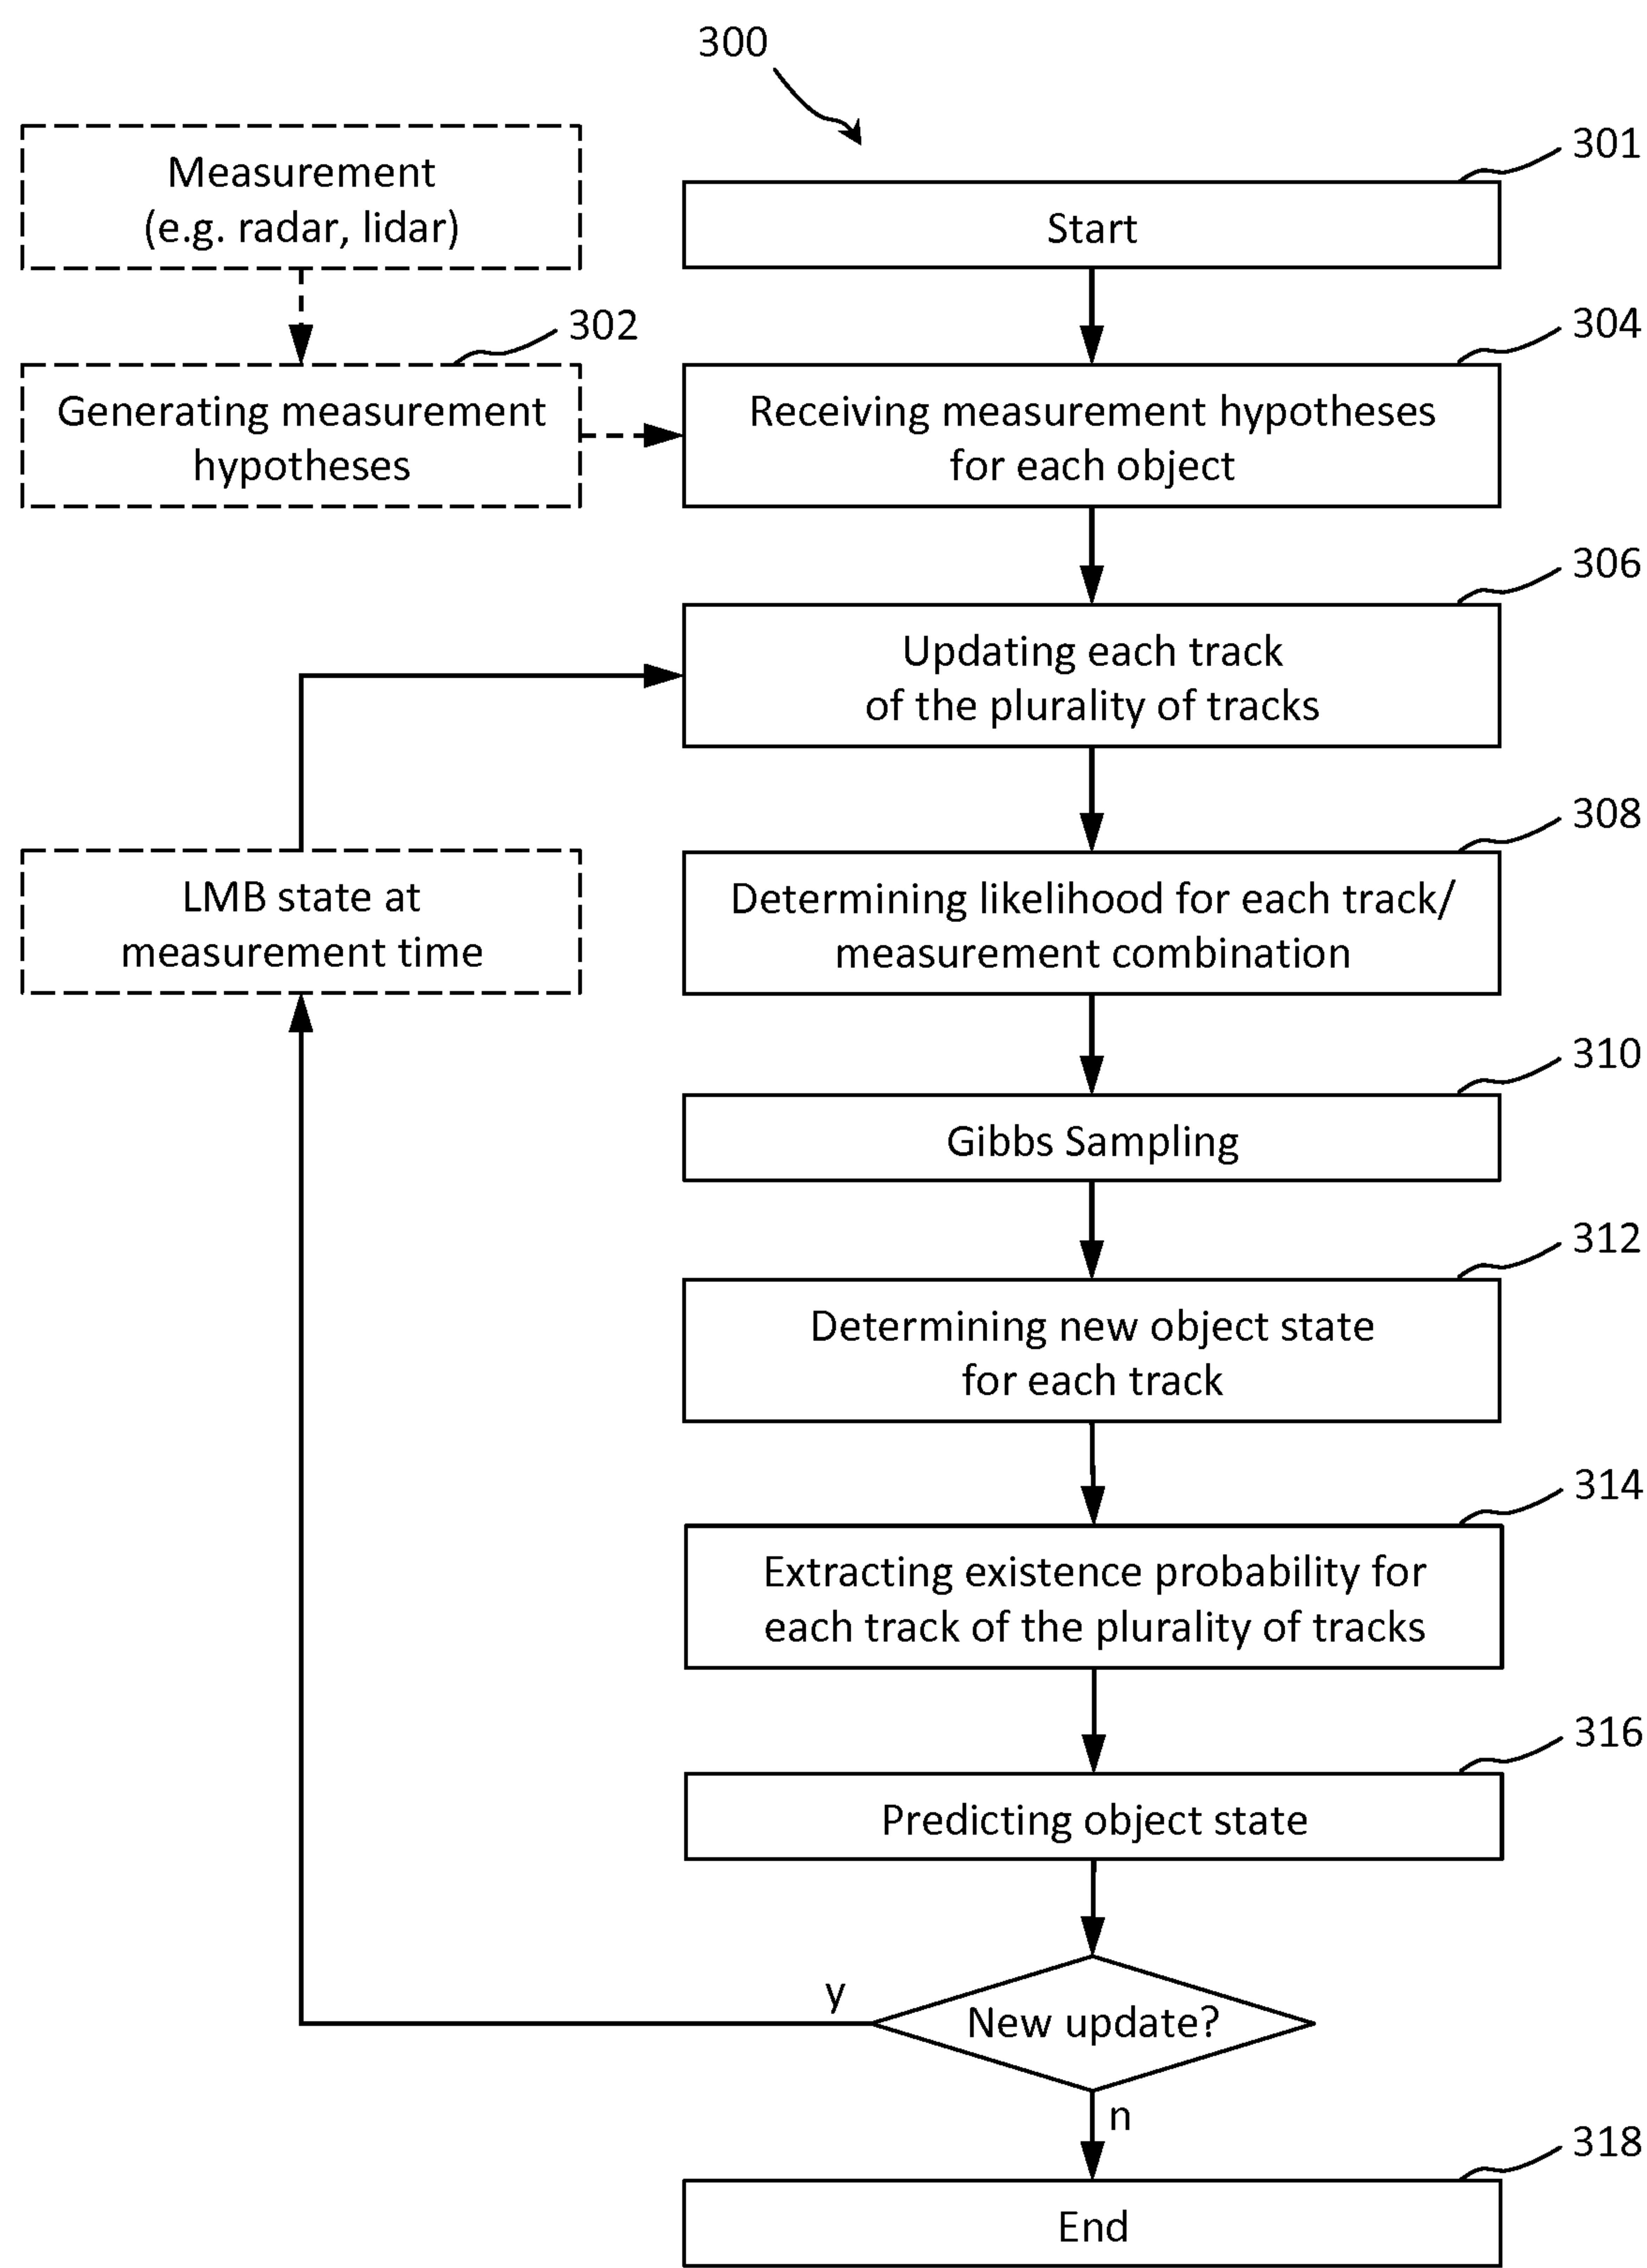 300
301
Measurement
(e.g. radar, lidar)
Start
302
304
Generating measurement
hypotheses
Receiving measurement hypotheses
for each object
306
Updating each track
of the plurality of tracks
308
LMB state at
measurement time
Determining likelihood for each track/
measurement combination
310
Gibbs Sampling
312
Determining new object state
for each track
314
Extracting existence probability for
each track of the plurality of tracks
316
Predicting object state
y
New update?
n
318
End